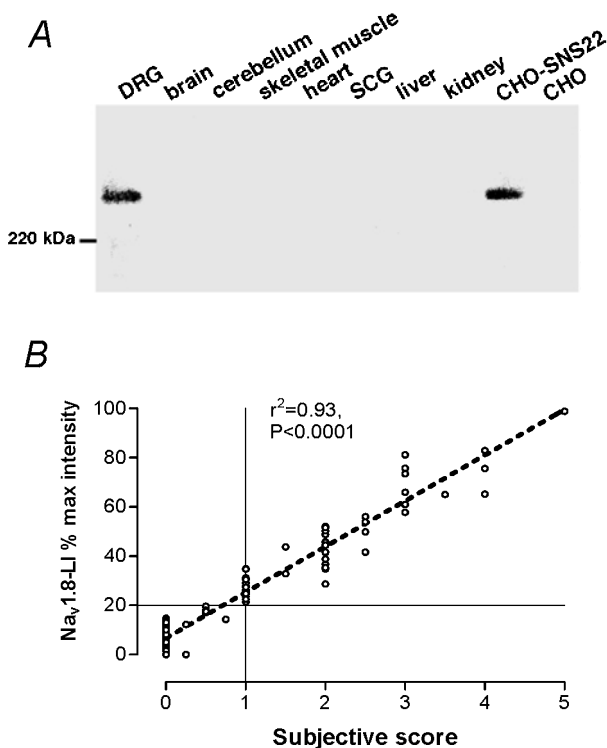 A
DRG
brain
cerebellum
skeletal muscle
heart
SCG
liver
kidney
CHO-SNS22
CHO
220 kDa
B
r²=0.93,
P<0.0001
Naᵥ1.8-LI % max intensity
100
80
60
40
20
0
0 1 2 3 4 5
Subjective score